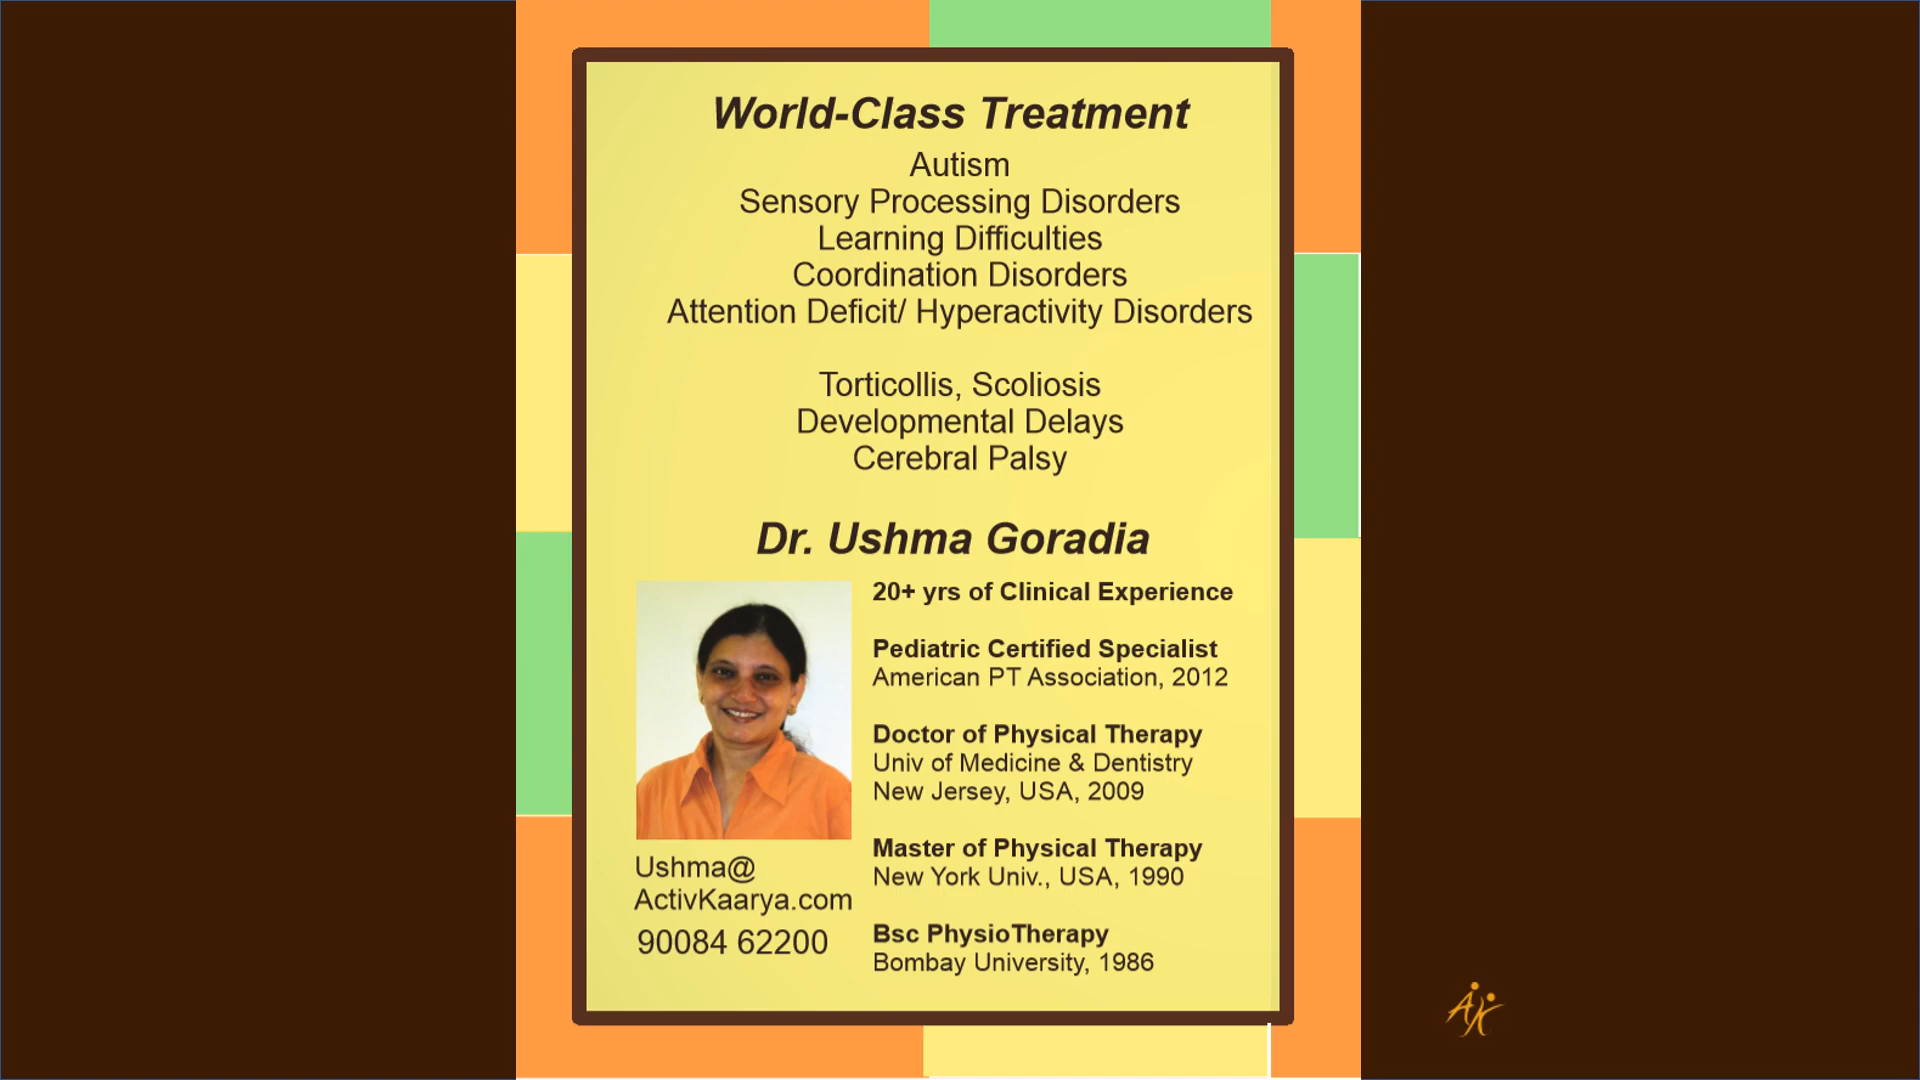 World-Class Treatment
Autism
Sensory Processing Disorders
Learning Difficulties
Coordination Disorders
Attention Deficit/ Hyperactivity Disorders
Torticollis, Scoliosis
Developmental Delays
Cerebral Palsy
Dr. Ushma Goradia
20+ yrs of Clinical Experience
Pediatric Certified Specialist
American PT Association, 2012
Doctor of Physical Therapy
Univ of Medicine & Dentistry
New Jersey, USA, 2009
Master of Physical Therapy
New York Univ., USA, 1990
Bsc PhysioTherapy
Bombay University, 1986
Ushma@
ActivKaarya.com
90084 62200
AK